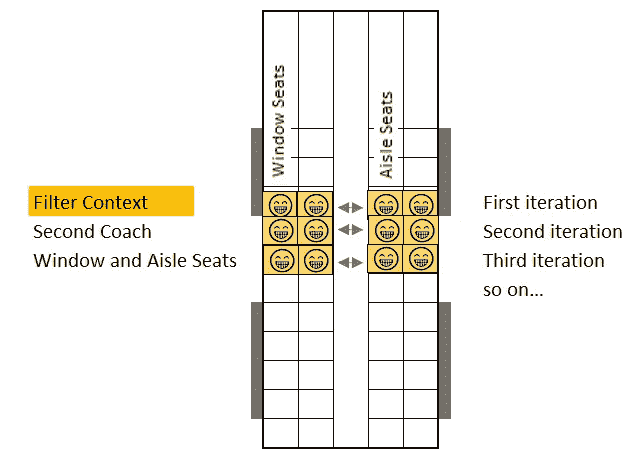 Window Seats
Aisle Seats
Filter Context
Second Coach
Window and Aisle Seats
First iteration
Second iteration
Third iteration
so on...